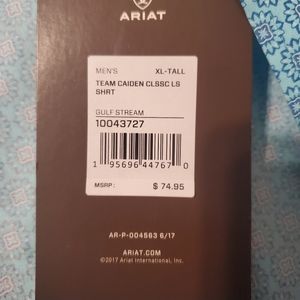 ARIAT
MEN'S XL-TALL
TEAM CAIDEN CLSSC LS
SHRT
GULF STREAM
10043727
1 95696 44767 0
MSRP: $ 74.95
AR-P-004593 6/17
ARIAT.COM
©2017 Ariat International, Inc.